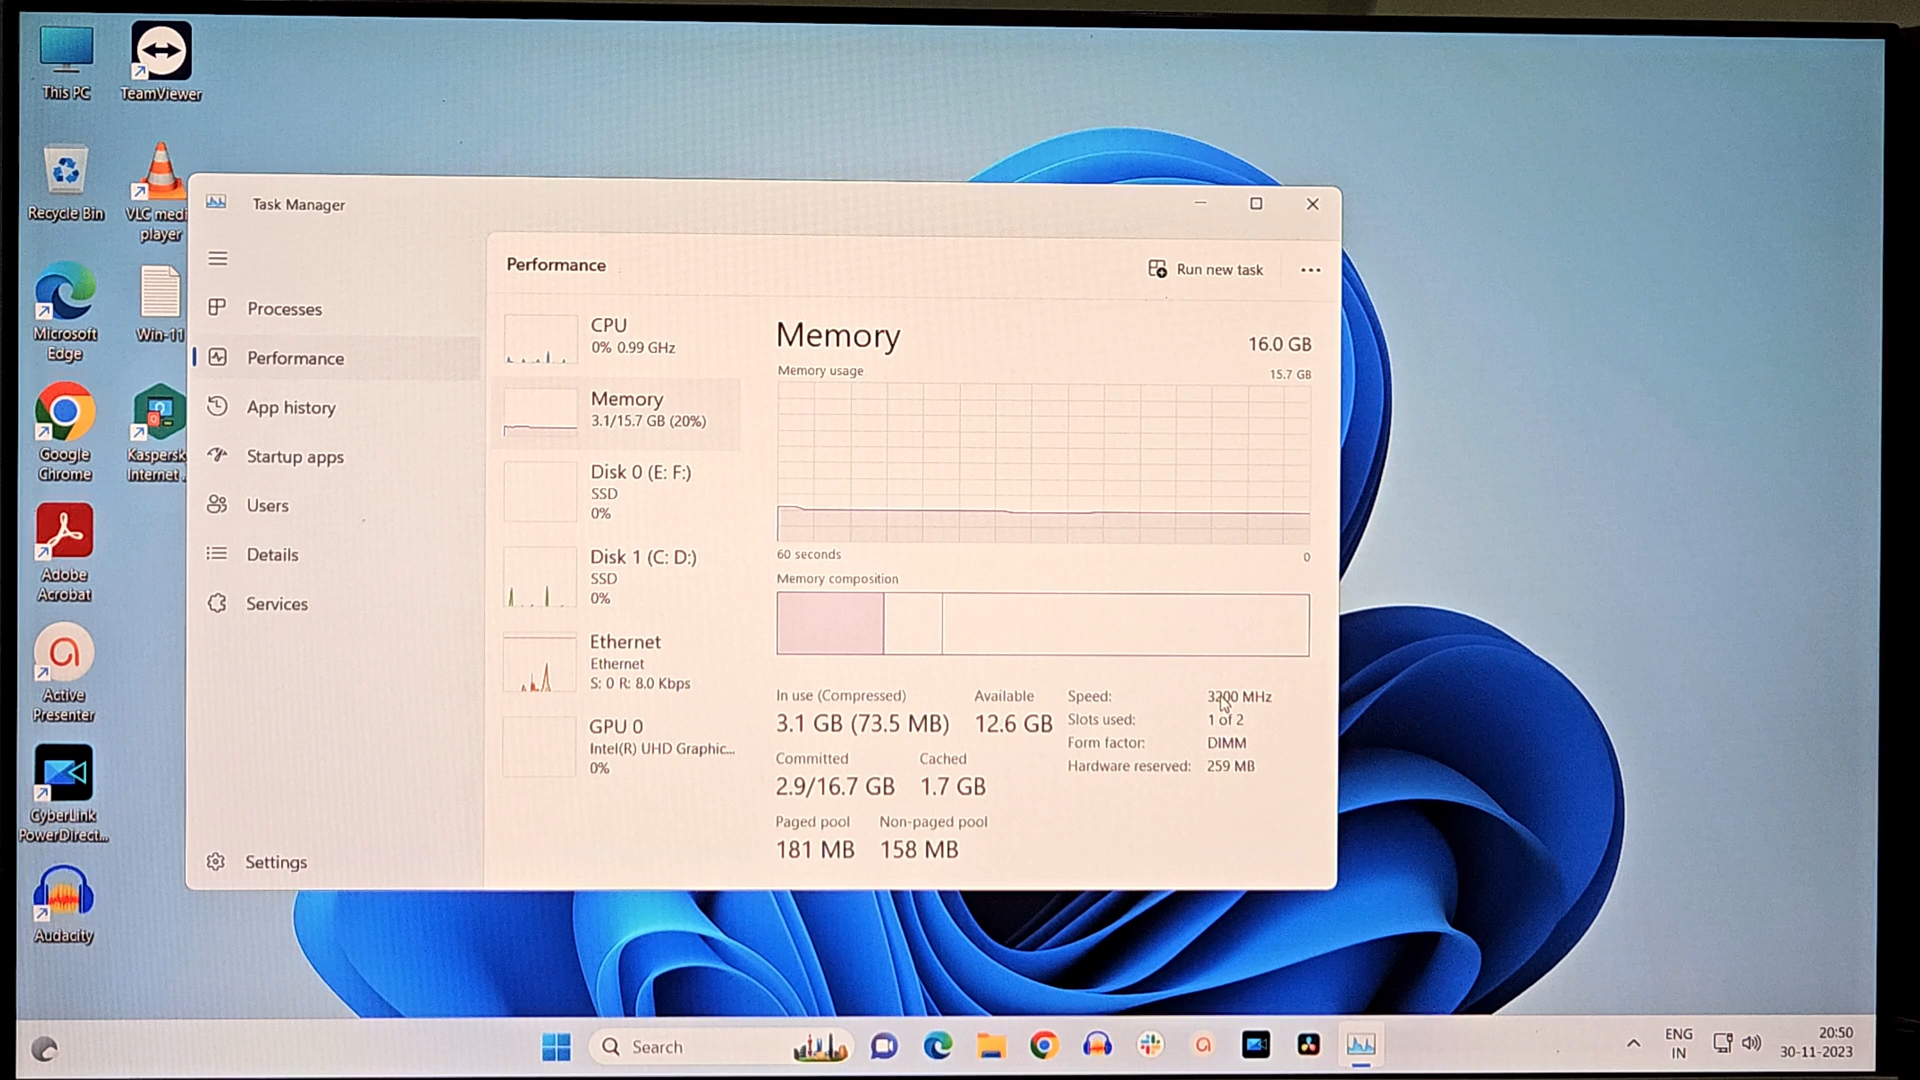 This PC
TeamViewer
Recycle Bin
VLC medi
player
Microsoft
Edge
Win-11
Google
Chrome
Kaspersk
Internet .
Adobe
Acrobat
Active
Presenter
CyberLink
PowerDirect...
Audacity
Task Manager
Processes
Performance
App history
Startup apps
Users
Details
Services
Settings
Performance
Run new task
CPU
0% 0.99 GHz
Memory
3.1/15.7 GB (20%)
Disk 0 (E: F:)
SSD
0%
Disk 1 (C: D:)
SSD
0%
Ethernet
Ethernet
S: 0 R: 8.0 Kbps
GPU 0
Intel(R) UHD Graphic...
0%
Memory
16.0 GB
Memory usage
15.7 GB
60 seconds
0
Memory composition
In use (Compressed)
3.1 GB (73.5 MB)
Available
12.6 GB
Committed
2.9/16.7 GB
Cached
1.7 GB
Paged pool
181 MB
Non-paged pool
158 MB
Speed: 3200 MHz
Slots used: 1 of 2
Form factor: DIMM
Hardware reserved: 259 MB
Search
ENG
IN
20:50
30-11-2023